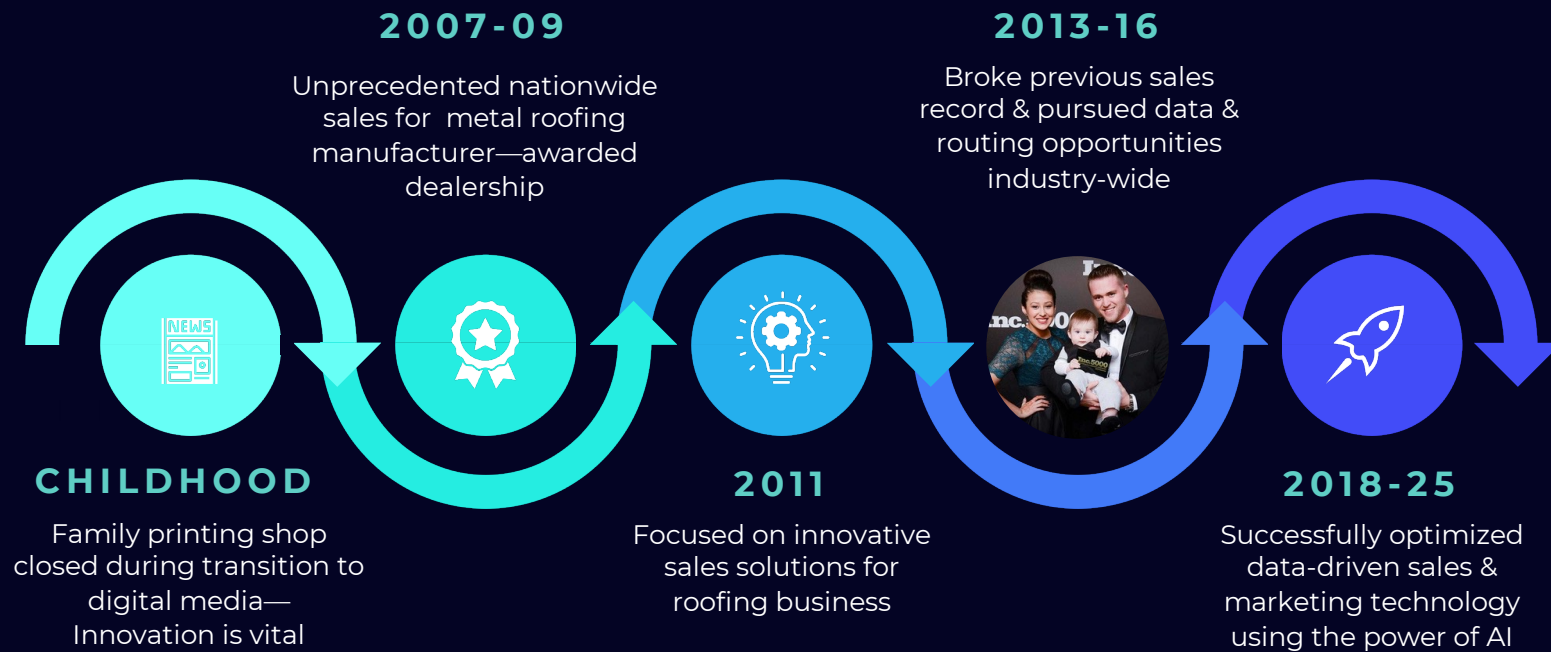 CHILDHOOD
Family printing shop
closed during transition to
digital media—
Innovation is vital
NEWS
2007-09
Unprecedented nationwide
sales for metal roofing
manufacturer—awarded
dealership
2011
Focused on innovative
sales solutions for
roofing business
2013-16
Broke previous sales
record & pursued data &
routing opportunities
industry-wide
Inc.5000
2018-25
Successfully optimized
data-driven sales &
marketing technology
using the power of AI